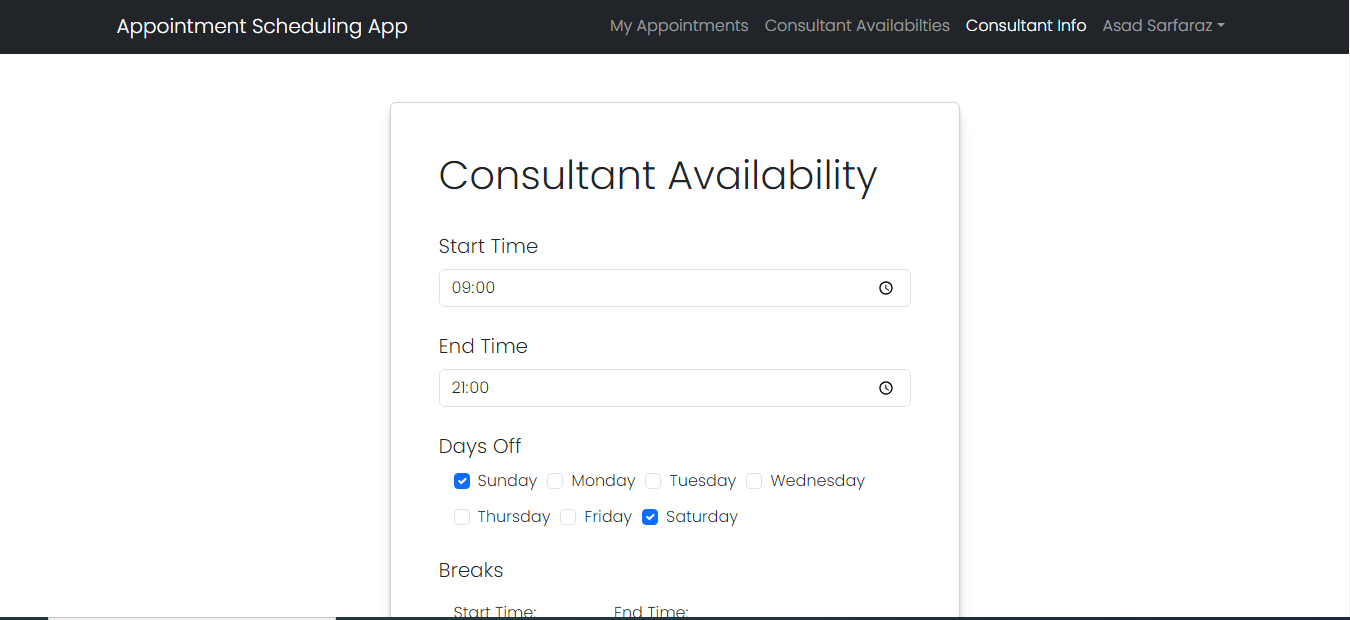 Appointment Scheduling App My Appointments Consultant Availabilties Consultant Info Asad Sarfaraz
Consultant Availability
Start Time
09:00
End Time
21:00
Days Off
Sunday Monday Tuesday Wednesday
Thursday Friday Saturday
Breaks
Start Time: End Time: